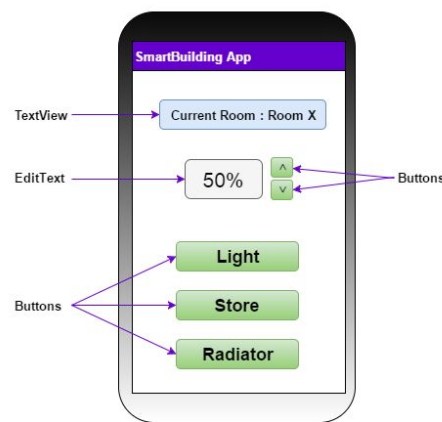 SmartBuilding App
TextView
Current Room : Room X
EditText
50%
^
v
Buttons
Light
Buttons
Store
Radiator